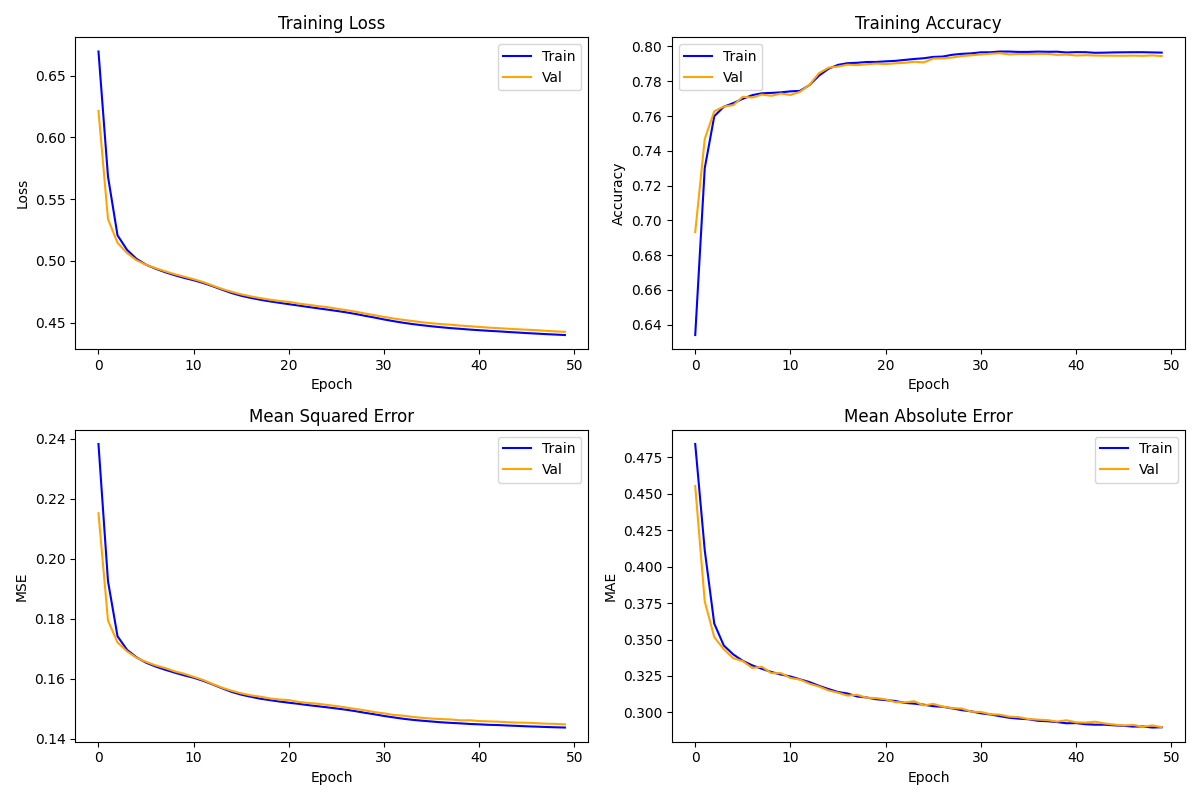 Training Loss
Train
Val
0.65
0.60
0.55
0.50
0.45
Loss
0 10 20 30 40 50
Epoch
Training Accuracy
Train
Val
0.80
0.78
0.76
0.74
0.72
0.70
0.68
0.66
0.64
Accuracy
0 10 20 30 40 50
Epoch
Mean Squared Error
Train
Val
0.24
0.22
0.20
0.18
0.16
0.14
MSE
0 10 20 30 40 50
Epoch
Mean Absolute Error
Train
Val
0.475
0.450
0.425
0.400
0.375
0.350
0.325
0.300
MAE
0 10 20 30 40 50
Epoch